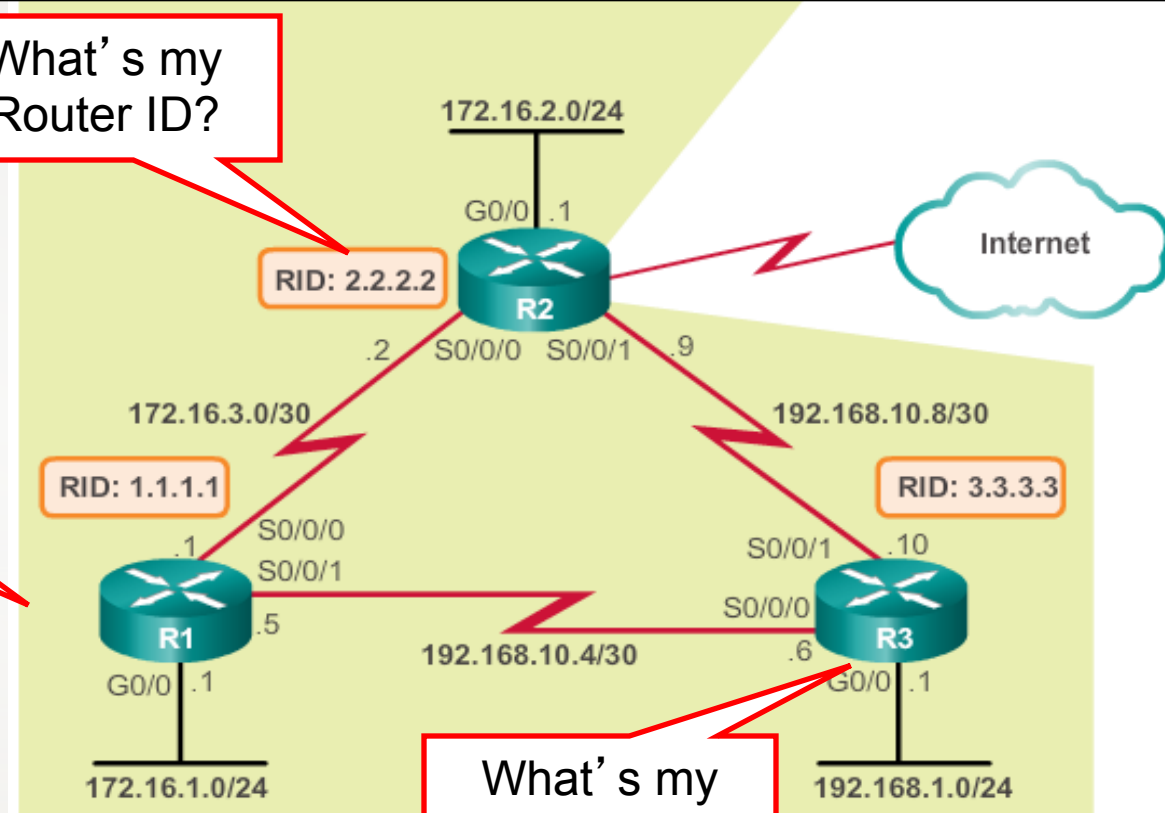 What's my
Router ID?
172.16.2.0/24
G0/0 .1
Internet
RID: 2.2.2.2
R2
.2 S0/0/0 S0/0/1 .9
172.16.3.0/30
192.168.10.8/30
RID: 1.1.1.1
RID: 3.3.3.3
S0/0/0
.1
S0/0/1 .10
S0/0/1
S0/0/0
.5
R1
R3
192.168.10.4/30
.6
G0/0 .1
G0/0 .1
What's my
172.16.1.0/24
192.168.1.0/24